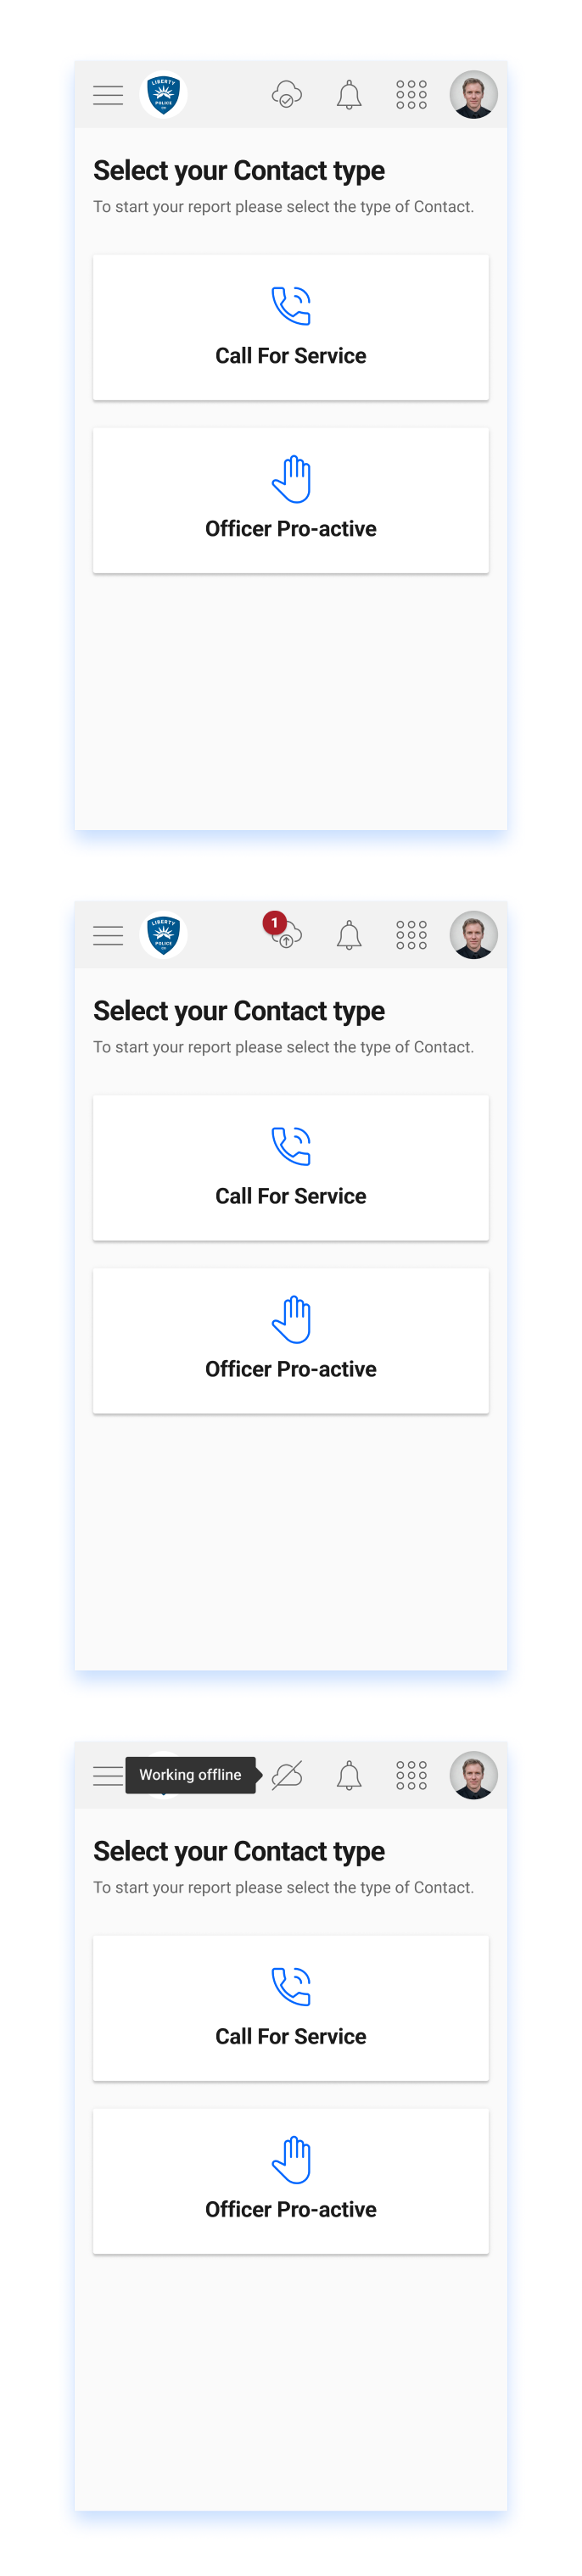 LIBERTY
POLICE
Select your Contact type
To start your report please select the type of Contact.
Call For Service
Officer Pro-active
LIBERTY
POLICE
1
Select your Contact type
To start your report please select the type of Contact.
Call For Service
Officer Pro-active
Working offline
Select your Contact type
To start your report please select the type of Contact.
Call For Service
Officer Pro-active